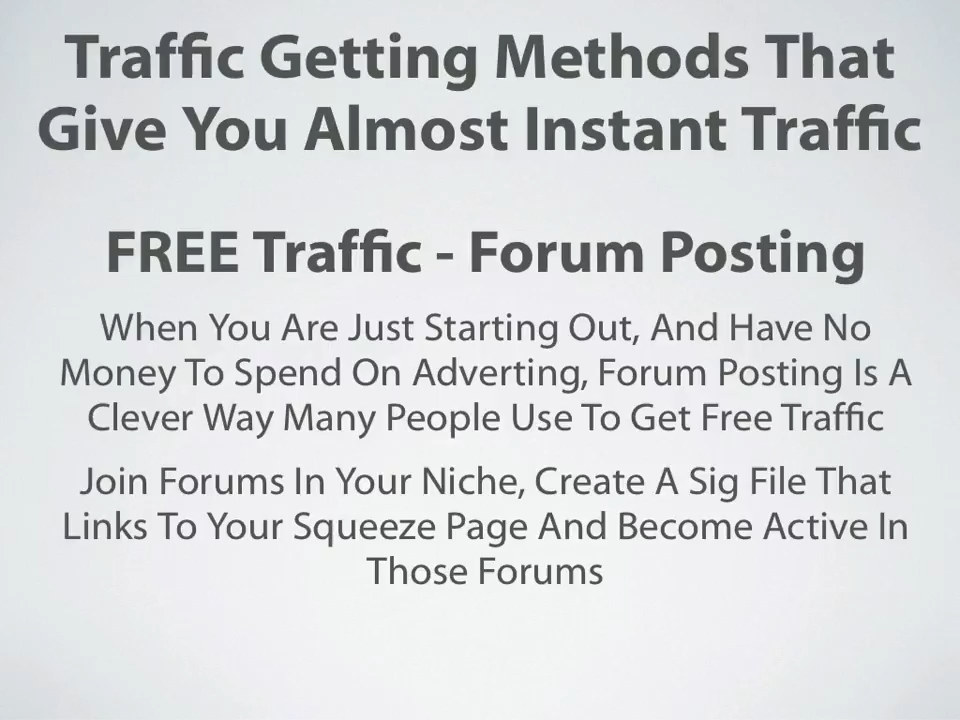 Traffic Getting Methods That
Give You Almost Instant Traffic
FREE Traffic - Forum Posting
When You Are Just Starting Out, And Have No
Money To Spend On Adverting, Forum Posting Is A
Clever Way Many People Use To Get Free Traffic
Join Forums In Your Niche, Create A Sig File That
Links To Your Squeeze Page And Become Active In
Those Forums